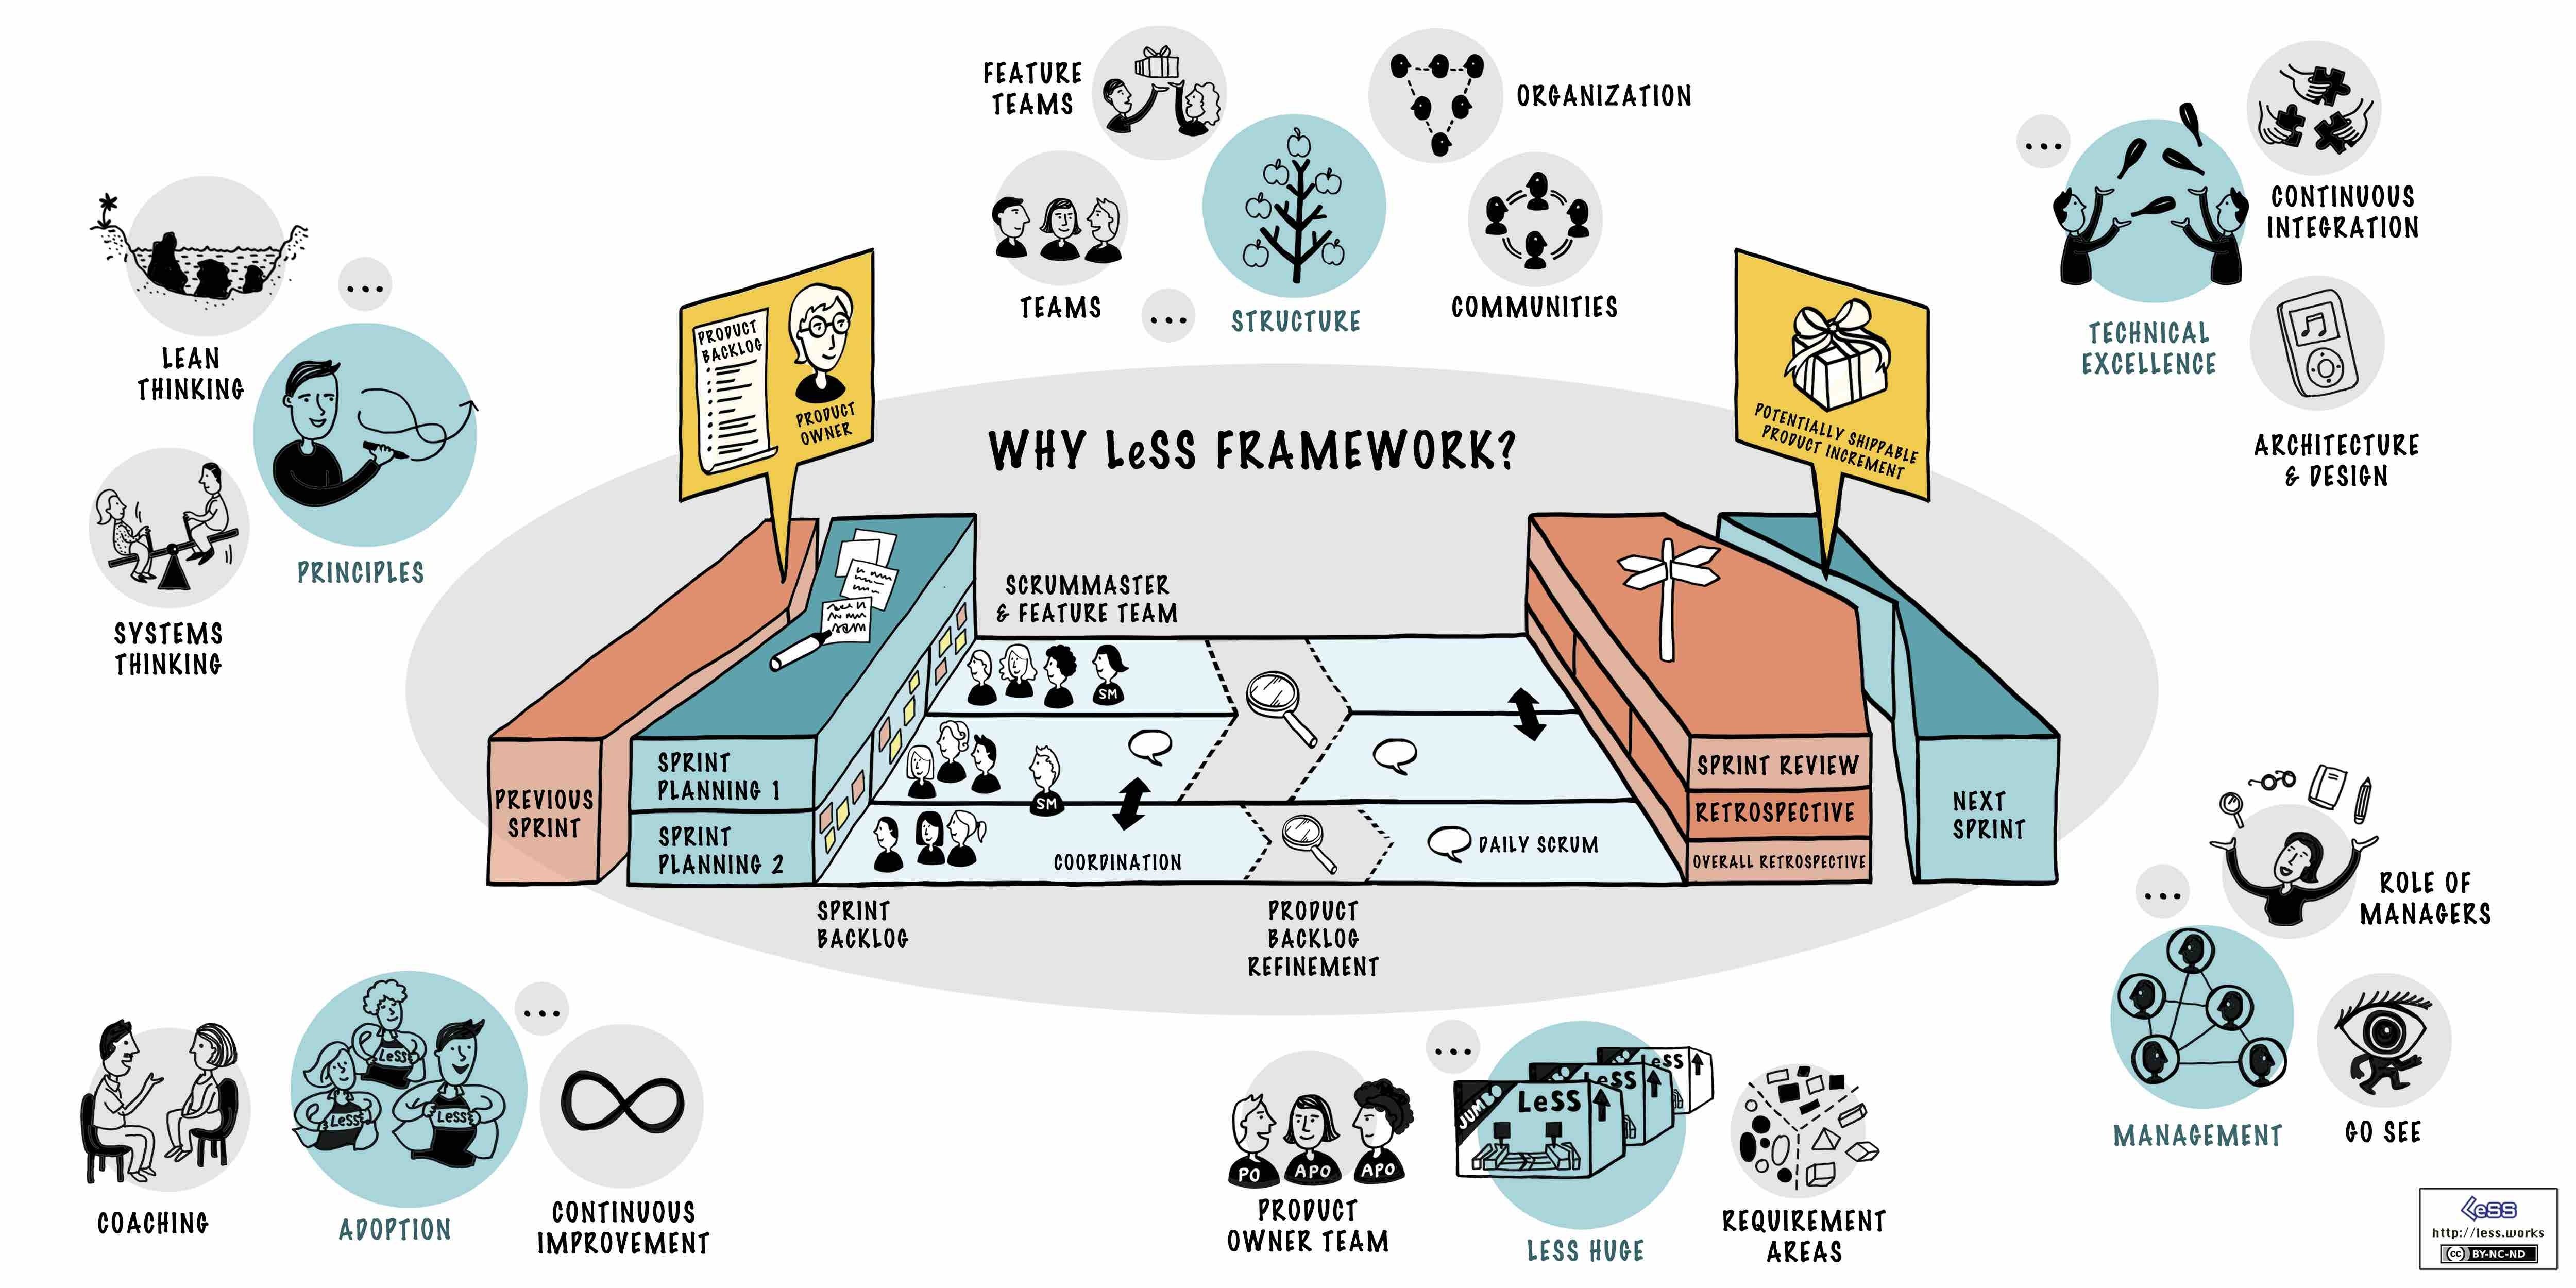 FEATURE
TEAMS
ORGANIZATION
TEAMS
...
STRUCTURE
COMMUNITIES
...
CONTINUOUS
INTEGRATION
TECHNICAL
EXCELLENCE
ARCHITECTURE
& DESIGN
LEAN
THINKING
...
PRINCIPLES
SYSTEMS
THINKING
PRODUCT
BACKLOG
PRODUCT
OWNER
WHY LeSS FRAMEWORK?
POTENTIALLY SHIPPABLE
PRODUCT INCREMENT
SCRUMMASTER
& FEATURE TEAM
SM
SM
PREVIOUS
SPRINT
SPRINT
PLANNING 1
SPRINT
PLANNING 2
COORDINATION
DAILY SCRUM
SPRINT REVIEW
RETROSPECTIVE
OVERALL RETROSPECTIVE
NEXT
SPRINT
SPRINT
BACKLOG
PRODUCT
BACKLOG
REFINEMENT
...
ROLE OF
MANAGERS
MANAGEMENT
GO SEE
COACHING
LeSS
LeSS
LeSS
ADOPTION
...
CONTINUOUS
IMPROVEMENT
PO
APO
APO
PRODUCT
OWNER TEAM
...
JUMBO
LeSS
LeSS
eSS
LESS HUGE
REQUIREMENT
AREAS
LeSS
http://less.works
cc BY-NC-ND